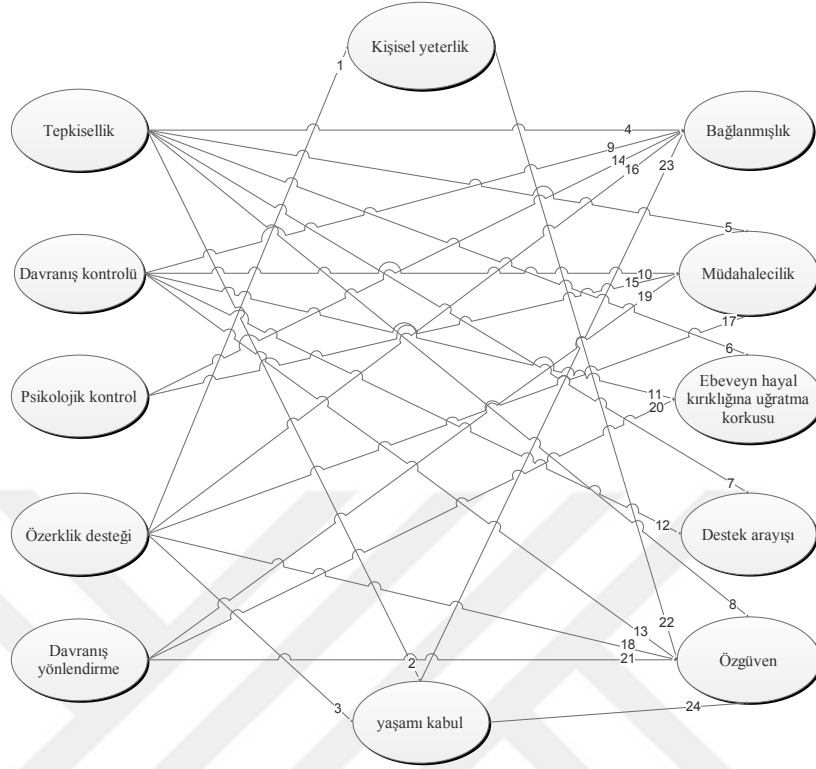 Kişisel yeterlik
1
Tepkisellik
4
Bağlanmışlık
9
14
16
23
5
Davranış kontrolü
10
15
19
Müdahalecilik
17
6
Psikolojik kontrol
11
20
Ebeveyn hayal
kırıklığına uğratma
korkusu
7
Özerklik desteği
12
Destek arayışı
8
22
13
18
21
Davranış
yönlendirme
2
Özgüven
3
yaşamı kabul
24